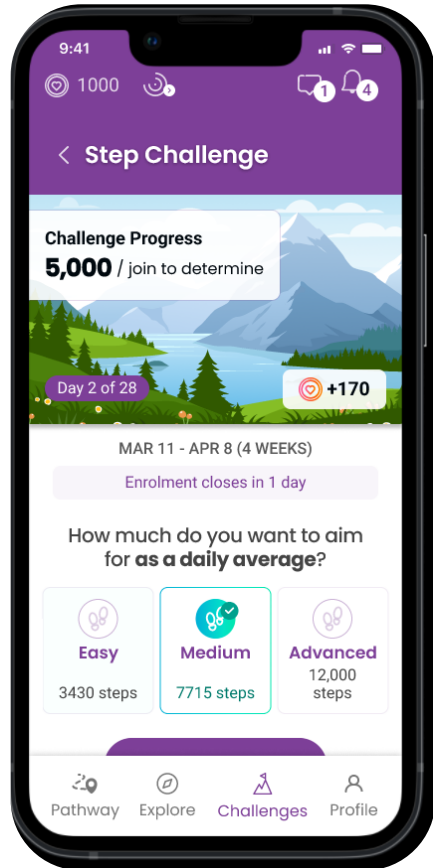 9:41
1000
1
4
Step Challenge
Challenge Progress
5,000 / join to determine
Day 2 of 28
+170
MAR 11 - APR 8 (4 WEEKS)
Enrolment closes in 1 day
How much do you want to aim
for as a daily average?
Easy
3430 steps
Medium
7715 steps
Advanced
12,000
steps
Pathway
Explore
Challenges
Profile